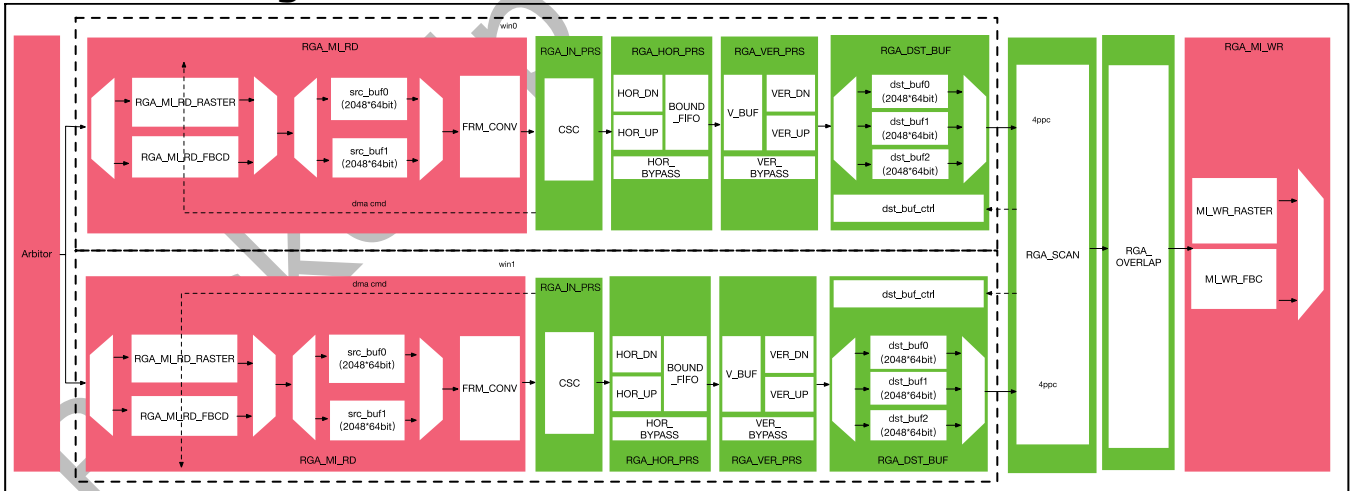 win0
RGA_MI_RD
RGA_MI_RD_RASTER
RGA_MI_RD_FBCD
src_buf0
(2048*64bit)
src_buf1
(2048*64bit)
FRM_CONV
dma cmd
RGA_IN_PRS
CSC
RGA_HOR_PRS
HOR_DN
HOR_UP
BOUND
_FIFO
HOR_
BYPASS
RGA_VER_PRS
V_BUF
VER_DN
VER_UP
VER_
BYPASS
RGA_DST_BUF
dst_buf0
(2048*64bit)
dst_buf1
(2048*64bit)
dst_buf2
(2048*64bit)
dst_buf_ctrl
Arbitor
win1
dma cmd
RGA_MI_RD_RASTER
RGA_MI_RD_FBCD
src_buf0
(2048*64bit)
src_buf1
(2048*64bit)
FRM_CONV
RGA_MI_RD
RGA_IN_PRS
CSC
HOR_DN
HOR_UP
BOUND
_FIFO
HOR_
BYPASS
RGA_HOR_PRS
V_BUF
VER_DN
VER_UP
VER_
BYPASS
RGA_VER_PRS
dst_buf_ctrl
dst_buf0
(2048*64bit)
dst_buf1
(2048*64bit)
dst_buf2
(2048*64bit)
RGA_DST_BUF
4ppc
RGA_SCAN
4ppc
RGA_
OVERLAP
RGA_MI_WR
MI_WR_RASTER
MI_WR_FBC